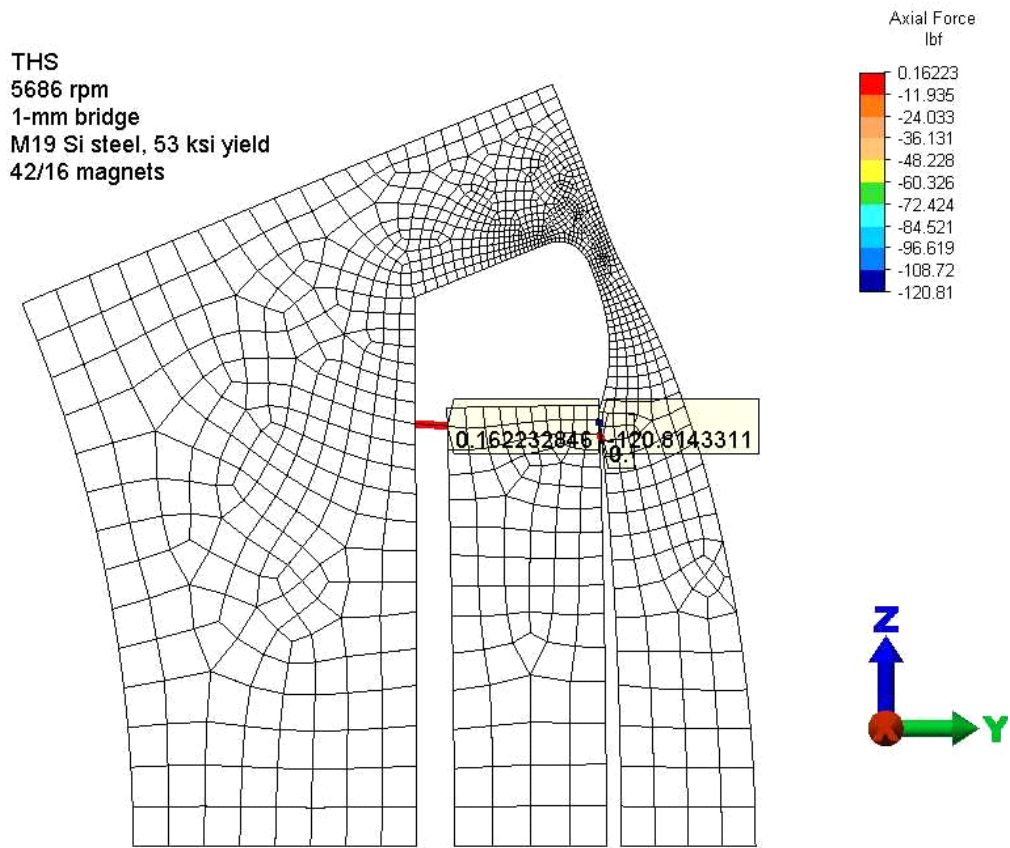 THS
5686 rpm
1-mm bridge
M19 Si steel, 53 ksi yield
42/16 magnets
Axial Force
lbf
0.16223
-11.935
-24.033
-36.131
-48.228
-60.326
-72.424
-84.521
-96.619
-108.72
-120.81
0.162232846
-120.8143311
Z
X
Y